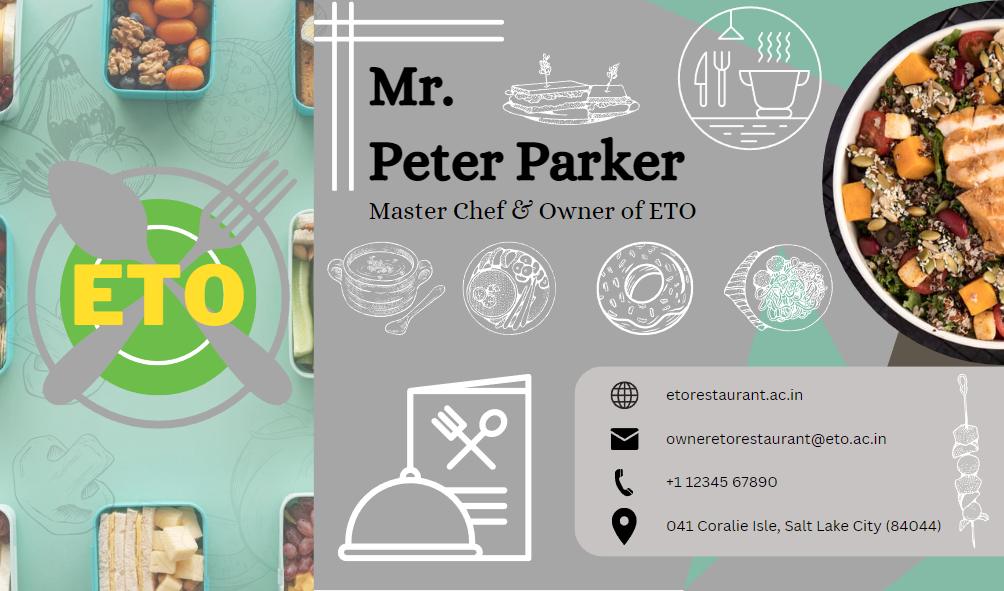 ETO
Mr.
Peter Parker
Master Chef & Owner of ETO
etorestaurant.ac.in
owneretorestaurant@eto.ac.in
+1 12345 67890
041 Coralie Isle, Salt Lake City (84044)